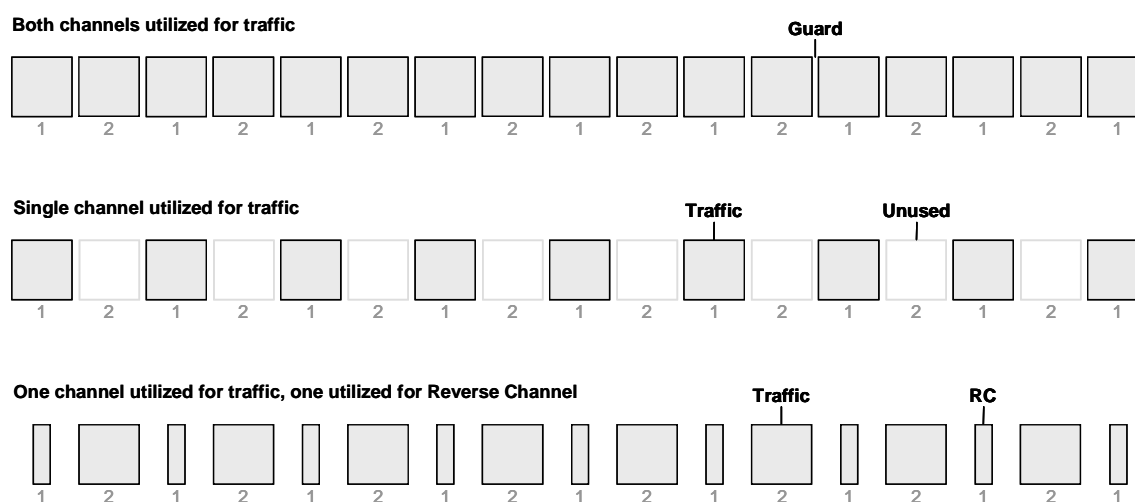 Both channels utilized for traffic
Guard
1 2 1 2 1 2 1 2 1 2 1 2 1 2 1 2 1
Single channel utilized for traffic
Traffic Unused
1 2 1 2 1 2 1 2 1 2 1 2 1 2 1 2 1
One channel utilized for traffic, one utilized for Reverse Channel
Traffic RC
1 2 1 2 1 2 1 2 1 2 1 2 1 2 1 2 1